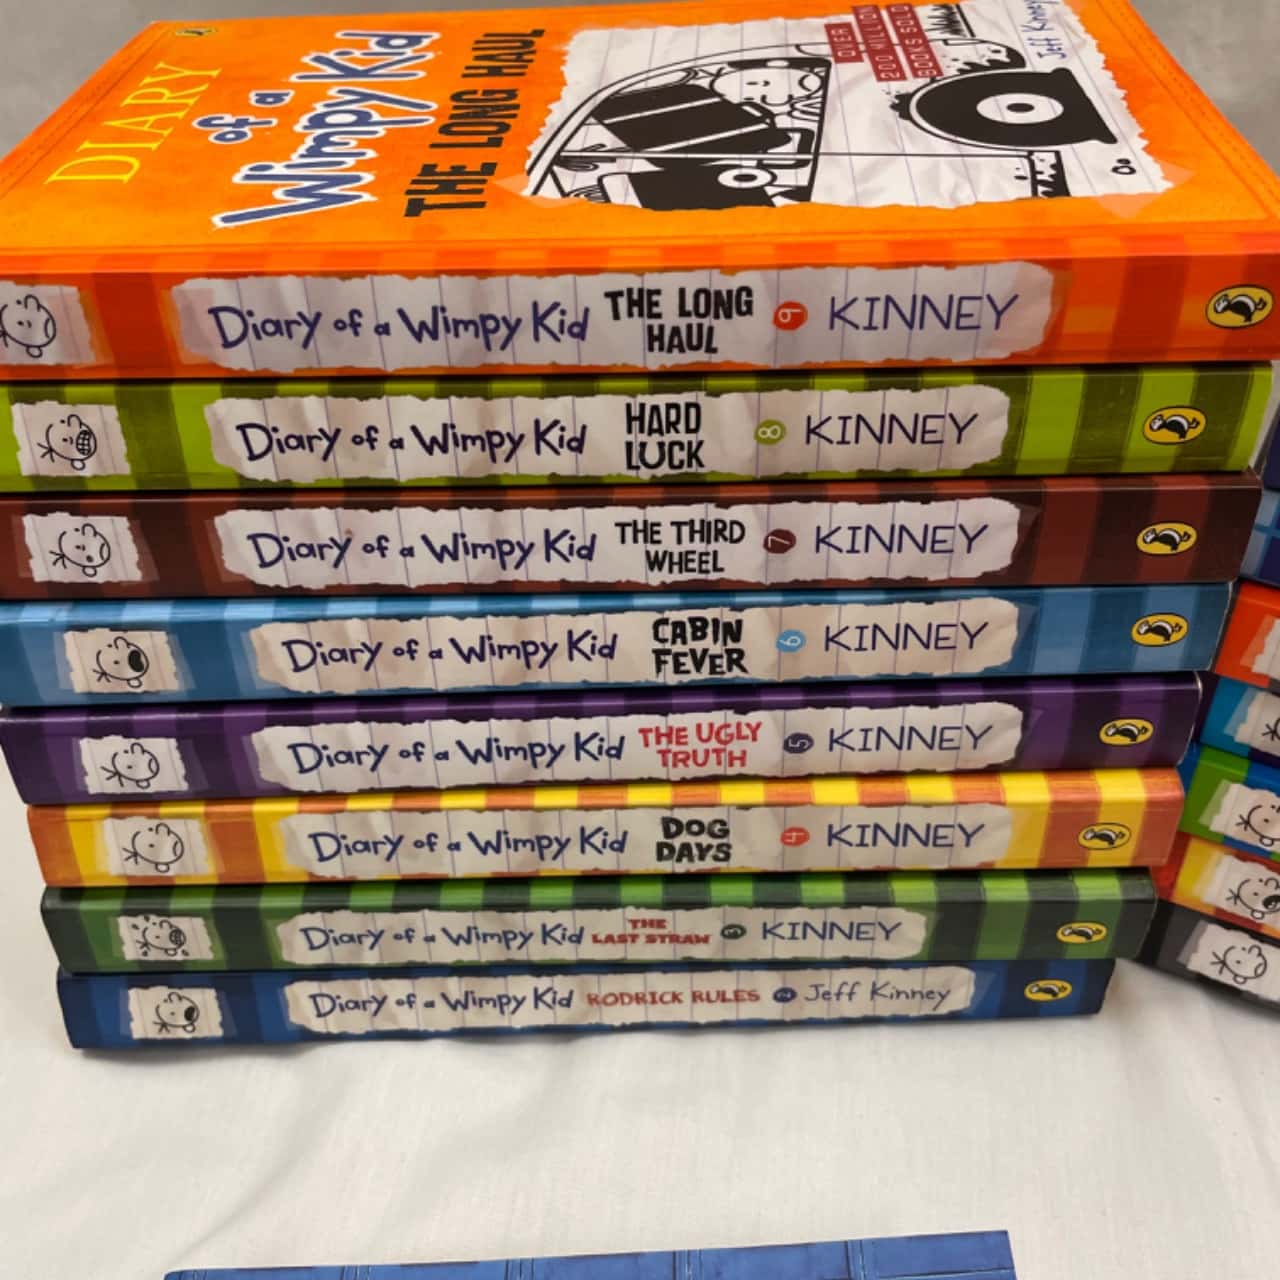 DIARY
of a
Wimpy Kid
THE LONG HAUL
OVER
200 MILLION
BOOKS SOLD
Jeff Kinney
Diary of a Wimpy Kid THE LONG HAUL 9 KINNEY
Diary of a Wimpy Kid HARD LUCK 8 KINNEY
Diary of a Wimpy Kid THE THIRD WHEEL 7 KINNEY
Diary of a Wimpy Kid CABIN FEVER 6 KINNEY
Diary of a Wimpy Kid THE UGLY TRUTH 5 KINNEY
Diary of a Wimpy Kid DOG DAYS 4 KINNEY
Diary of a Wimpy Kid THE LAST STRAW 3 KINNEY
Diary of a Wimpy Kid RODRICK RULES 2 Jeff Kinney